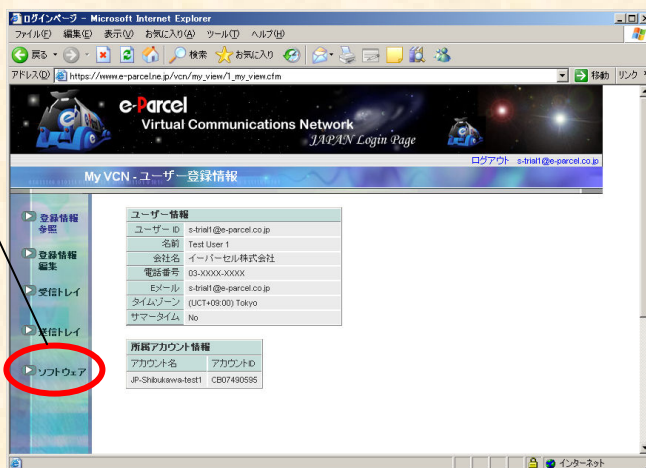 ログインページ - Microsoft Internet Explorer
ファイル(F) 編集(E) 表示(V) お気に入り(A) ツール(T) ヘルプ(H)
戻る 検索 お気に入り
アドレス(D) https://www.e-parcel.ne.jp/vcn/my_view/1_my_view.cfm 移動 リンク
e-Parcel
Virtual Communications Network
JAPAN Login Page
ログアウト s-trial1@e-parcel.co.jp
My VCN - ユーザー登録情報
登録情報
参照
登録情報
編集
受信トレイ
送信トレイ
ソフトウェア
ユーザー情報
ユーザー ID s-trial1@e-parcel.co.jp
名前 Test User 1
会社名 イーパーセル株式会社
電話番号 03-XXXX-XXXX
Eメール s-trial1@e-parcel.co.jp
タイムゾーン (UCT+09:00) Tokyo
サマータイム No
所属アカウント情報
アカウント名 アカウントID
JP-Shibukawa-test1 CB07490595
インターネット